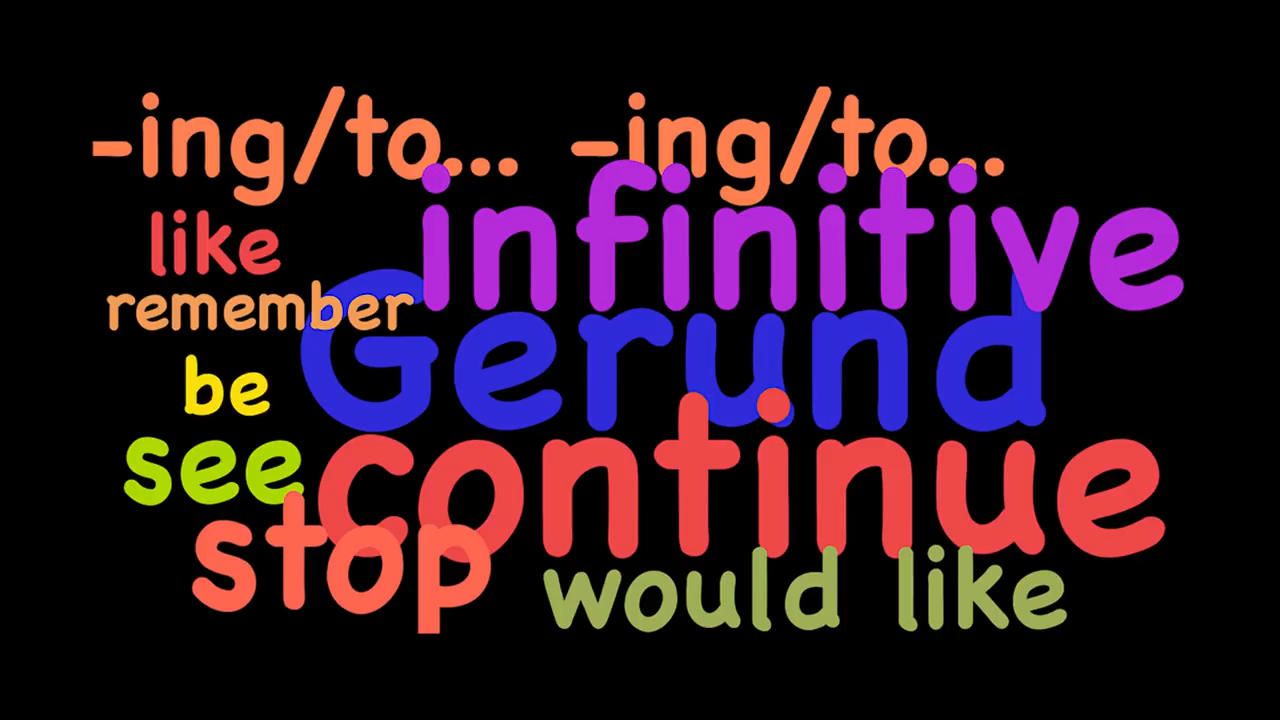 -ing/to... -ing/to...
infinitive
like
remember
Gerund
be
see
continue
stop
would like